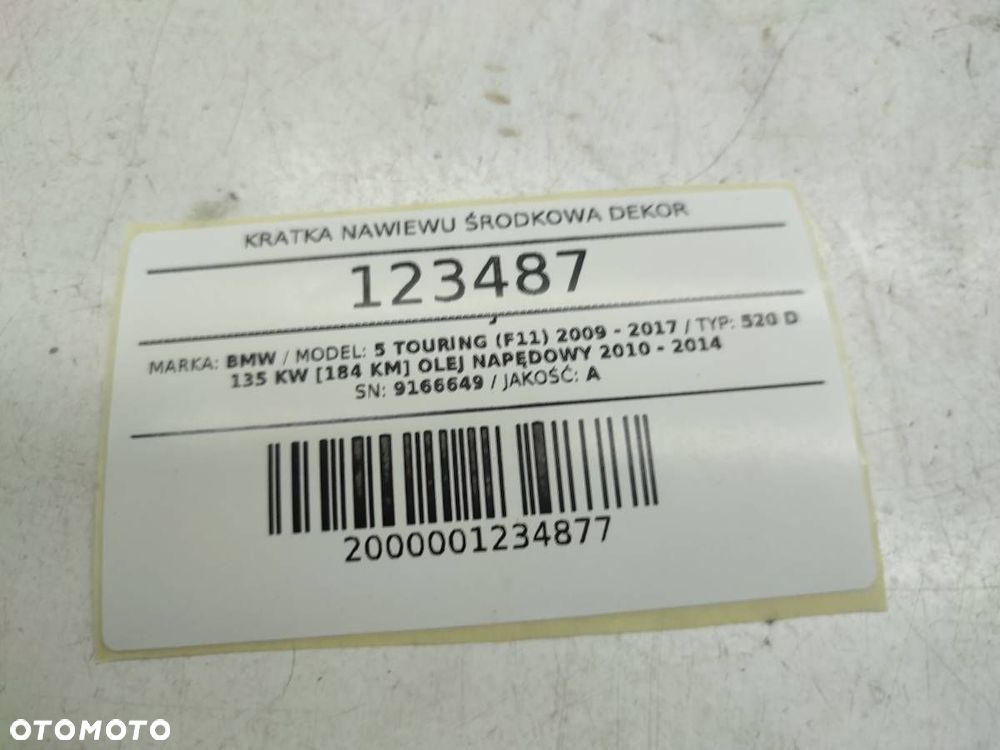 KRATKA NAWIEWU ŚRODKOWA DEKOR
123487
MARKA: BMW / MODEL: 5 TOURING (F11) 2009 - 2017 / TYP: 520 D
135 KW [184 KM] OLEJ NAPĘDOWY 2010 - 2014
SN: 9166649 / JAKOŚĆ: A
2000001234877
OTOMOTO